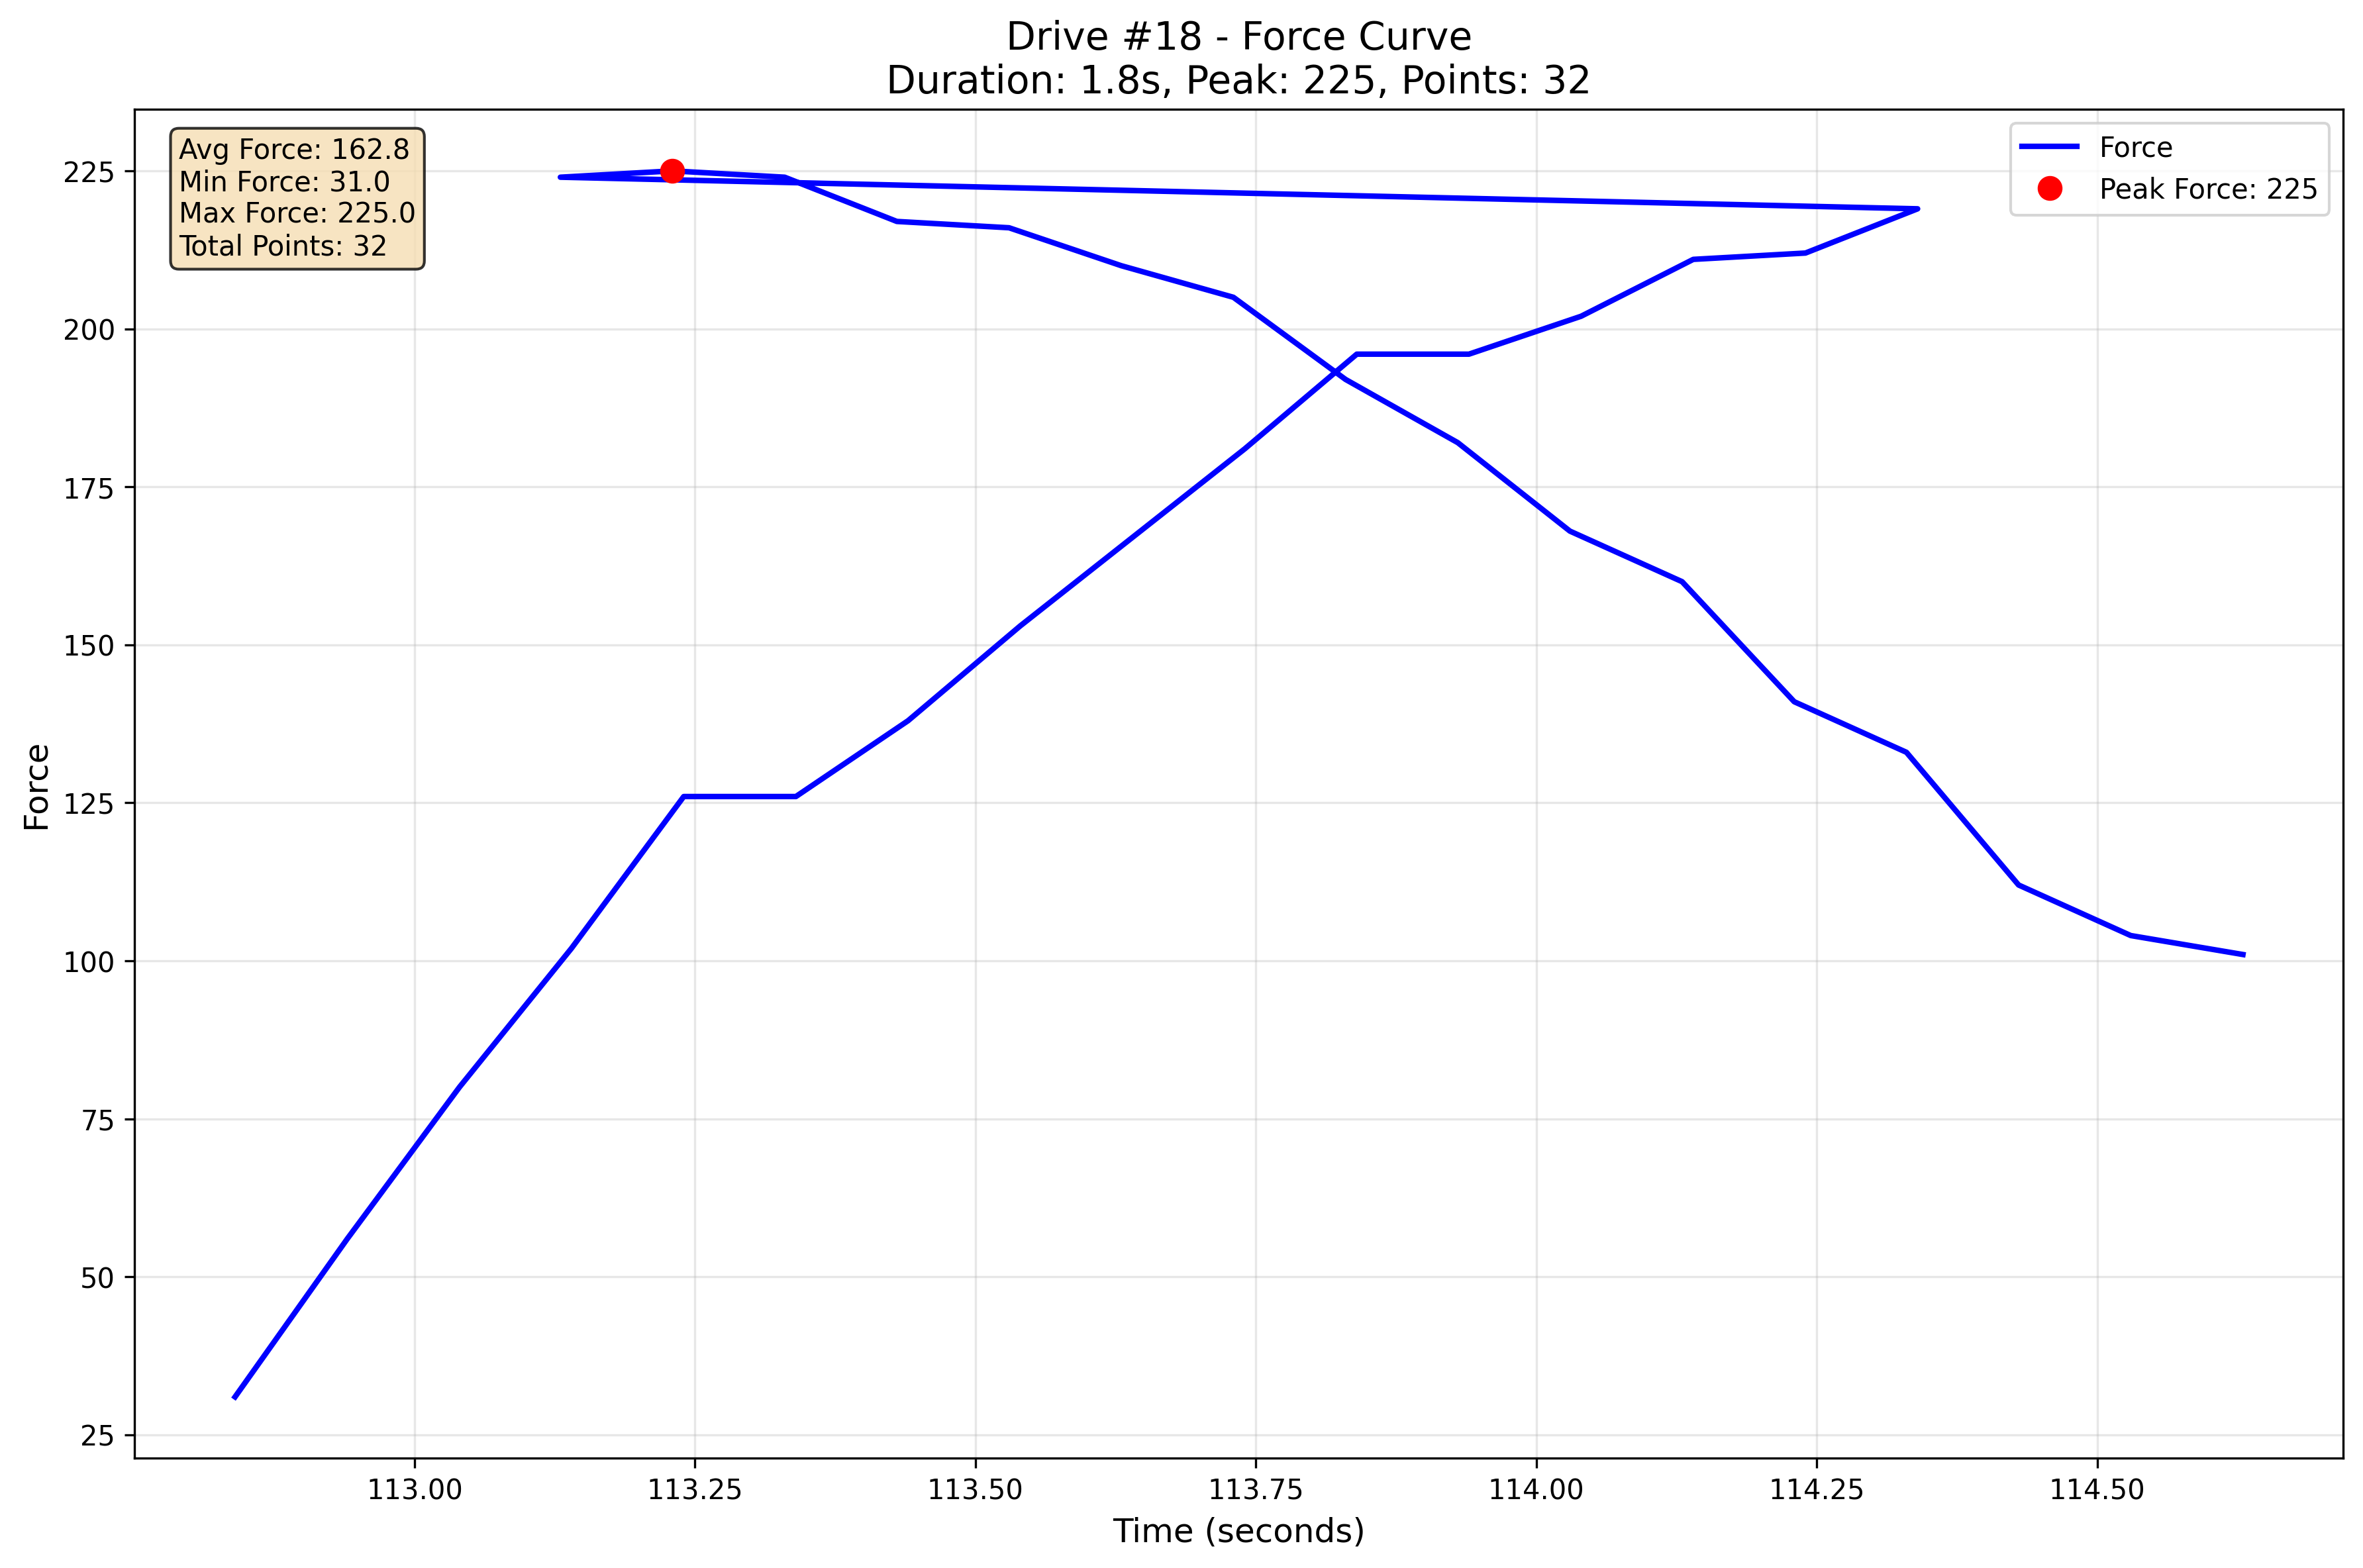 Drive #18 - Force Curve
Duration: 1.8s, Peak: 225, Points: 32
Avg Force: 162.8
Min Force: 31.0
Max Force: 225.0
Total Points: 32
Force
Peak Force: 225
225
200
175
150
125
100
75
50
25
Force
113.00 113.25 113.50 113.75 114.00 114.25 114.50
Time (seconds)